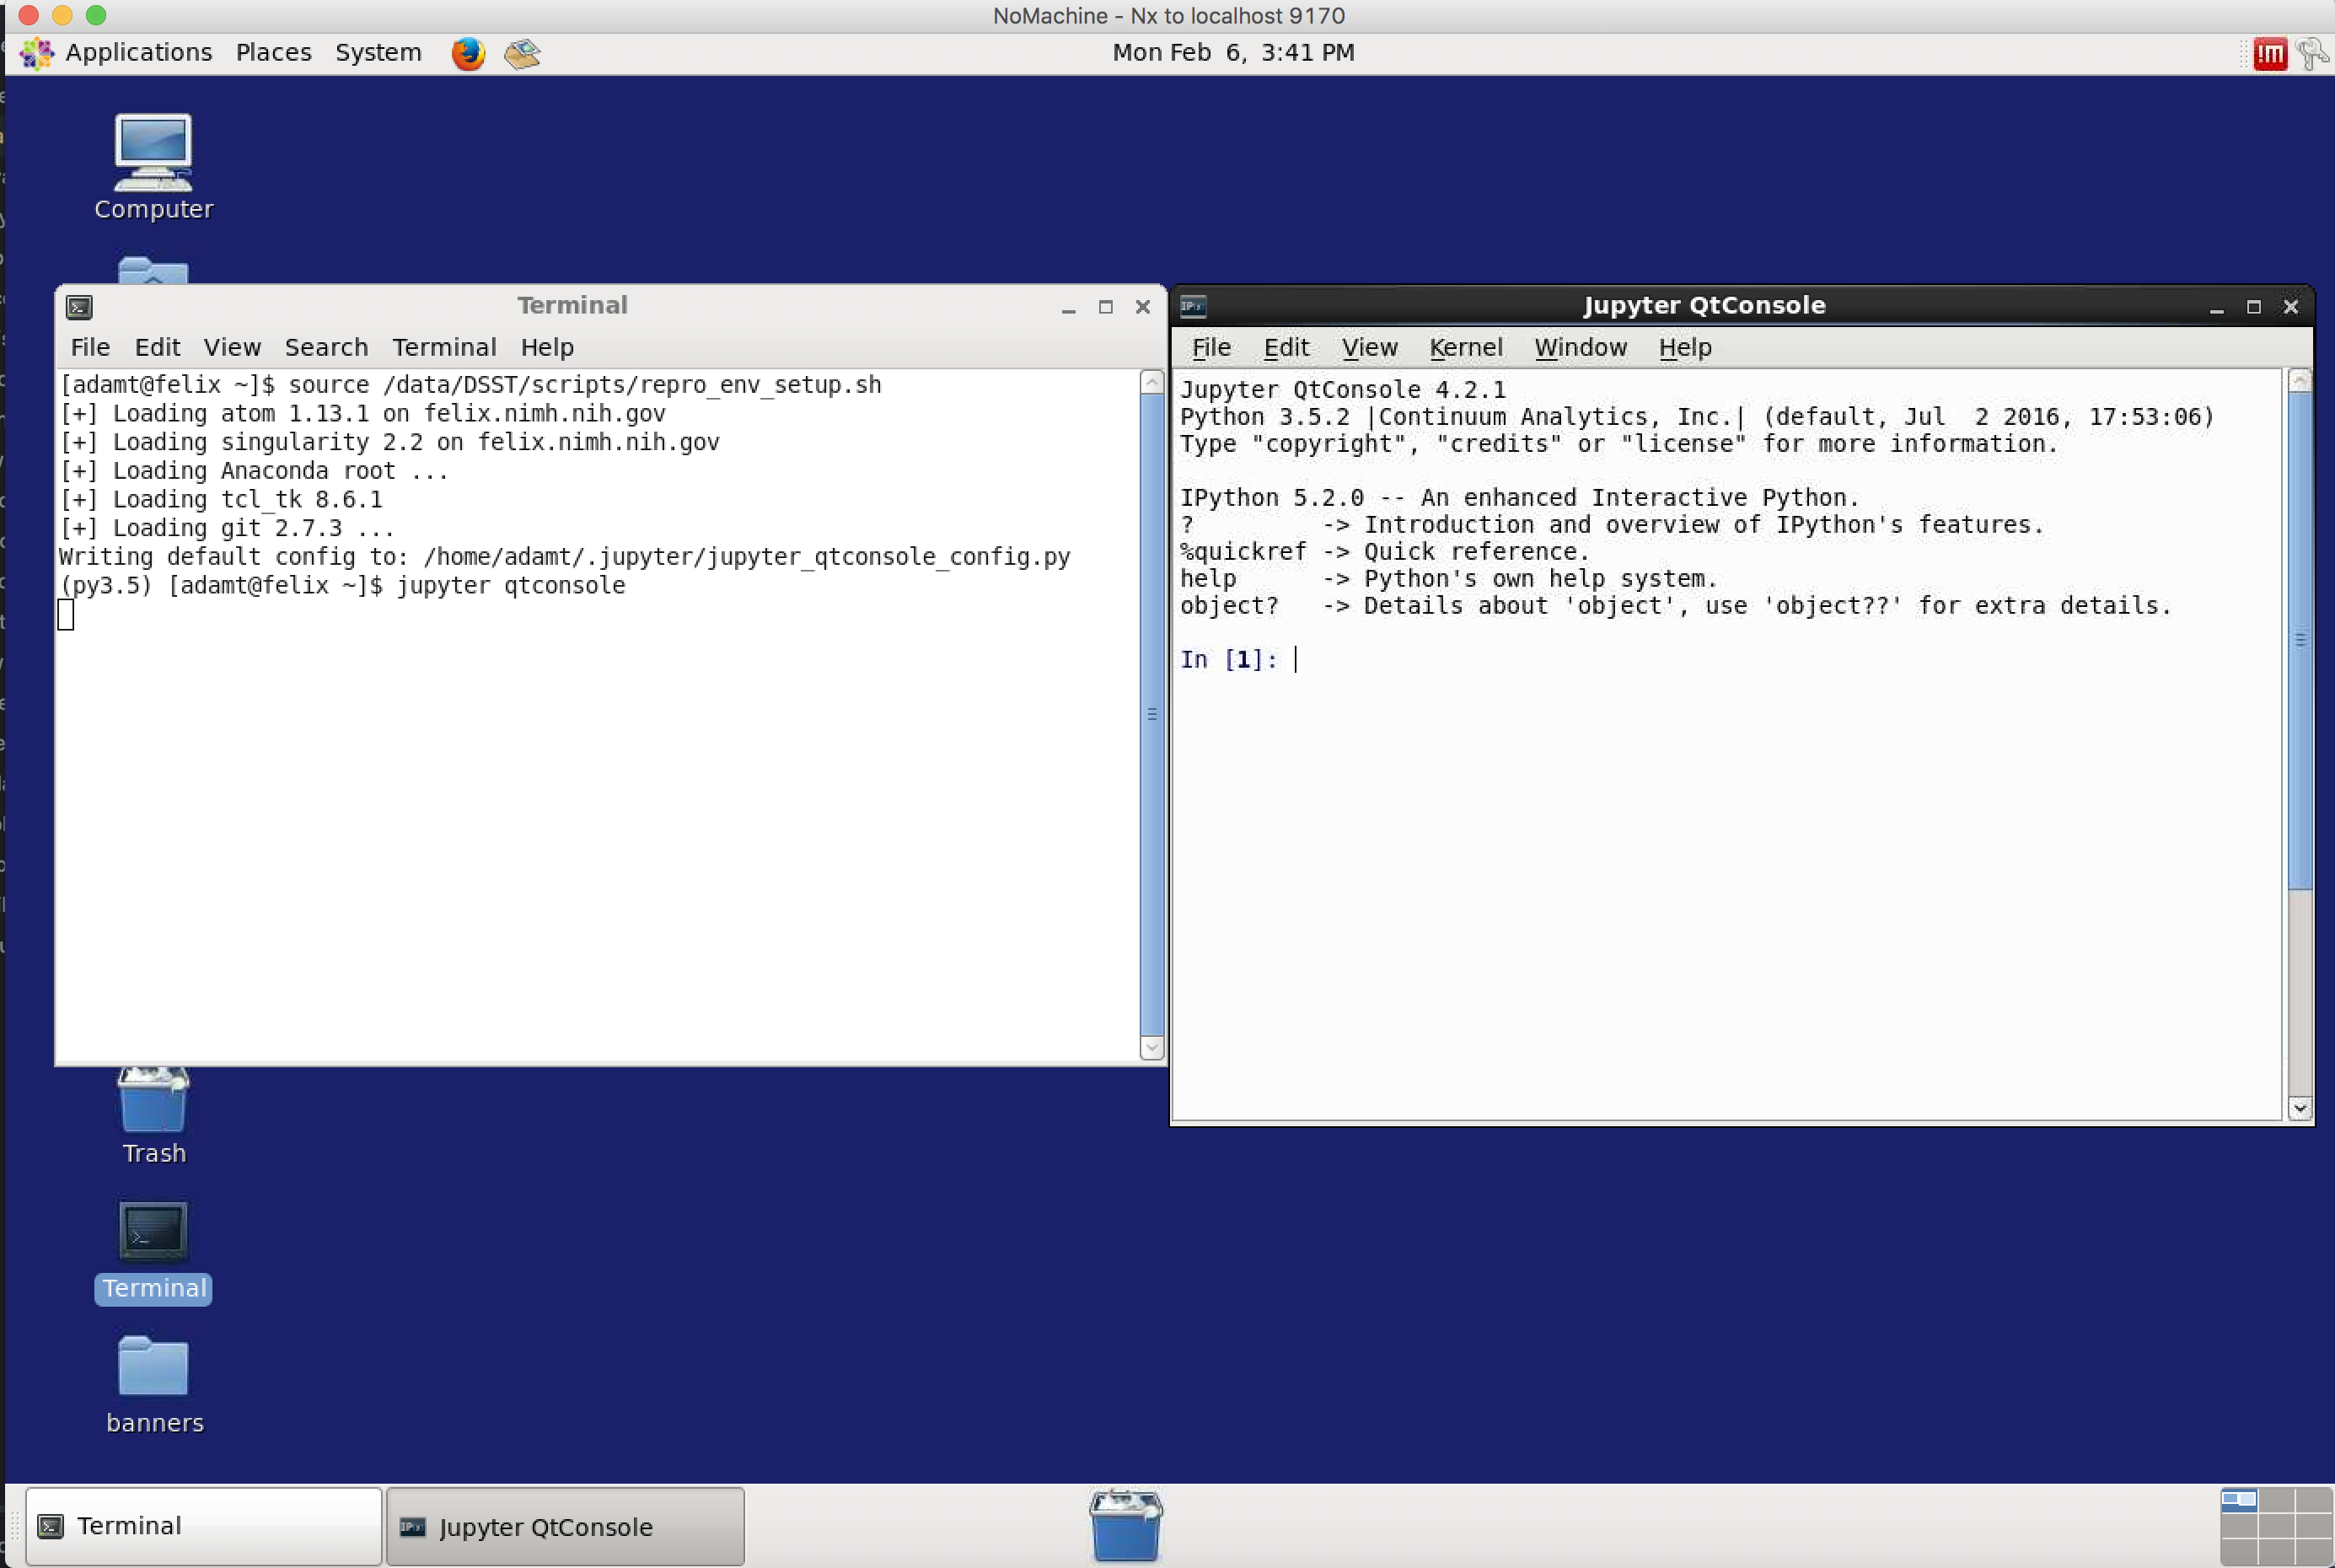 NoMachine - Nx to localhost 9170
Applications Places System Mon Feb 6, 3:41 PM !m
Computer
Terminal
File Edit View Search Terminal Help
[adamt@felix ~]$ source /data/DSST/scripts/repro_env_setup.sh
[+] Loading atom 1.13.1 on felix.nimh.nih.gov
[+] Loading singularity 2.2 on felix.nimh.nih.gov
[+] Loading Anaconda root ...
[+] Loading tcl_tk 8.6.1
[+] Loading git 2.7.3 ...
Writing default config to: /home/adamt/.jupyter/jupyter_qtconsole_config.py
(py3.5) [adamt@felix ~]$ jupyter qtconsole
Jupyter QtConsole
File Edit View Kernel Window Help
Jupyter QtConsole 4.2.1
Python 3.5.2 |Continuum Analytics, Inc.| (default, Jul  2 2016, 17:53:06)
Type "copyright", "credits" or "license" for more information.
IPython 5.2.0 -- An enhanced Interactive Python.
?         -> Introduction and overview of IPython's features.
%quickref -> Quick reference.
help      -> Python's own help system.
object?   -> Details about 'object', use 'object??' for extra details.
In [1]:
Trash
Terminal
banners
Terminal
Jupyter QtConsole